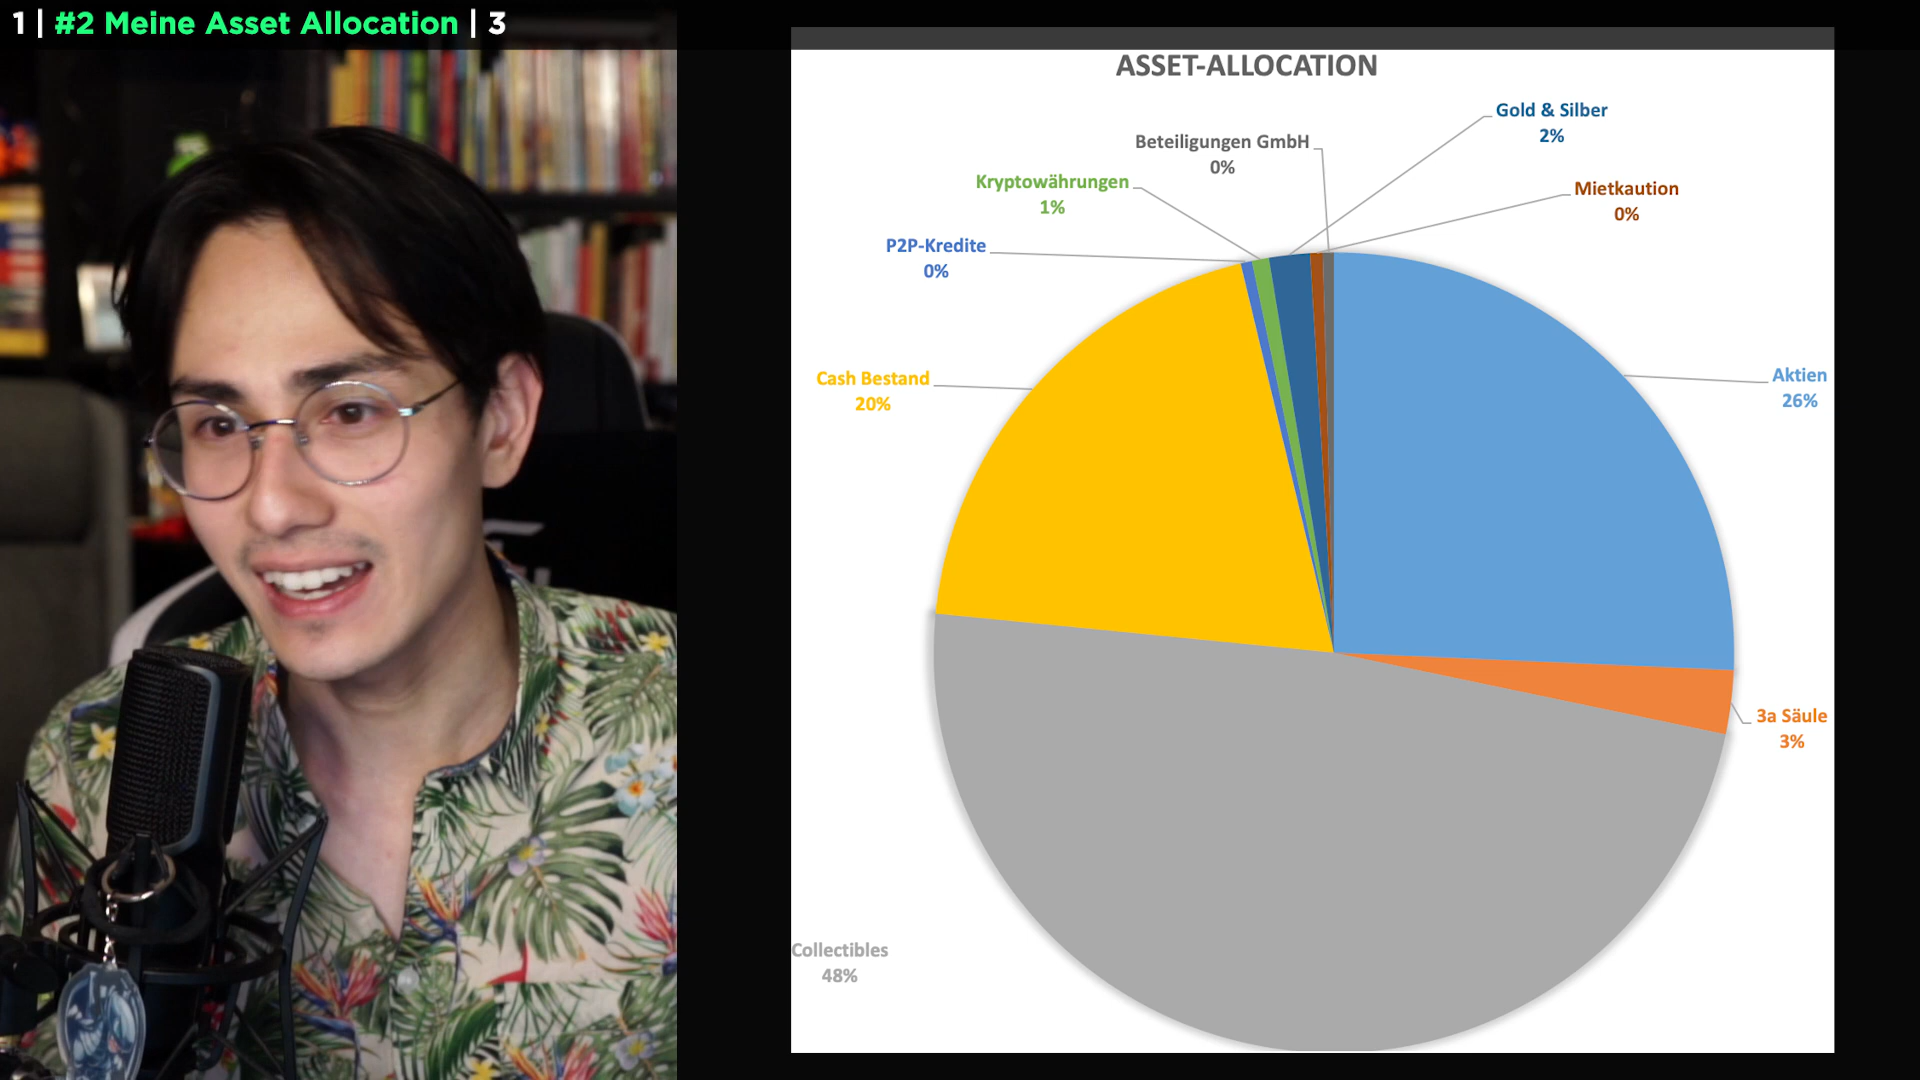 1 | #2 Meine Asset Allocation | 3
ASSET-ALLOCATION
Gold & Silber
2%
Beteiligungen GmbH
0%
Kryptowährungen
1%
Mietkaution
0%
P2P-Kredite
0%
Cash Bestand
20%
Aktien
26%
3a Säule
3%
Collectibles
48%